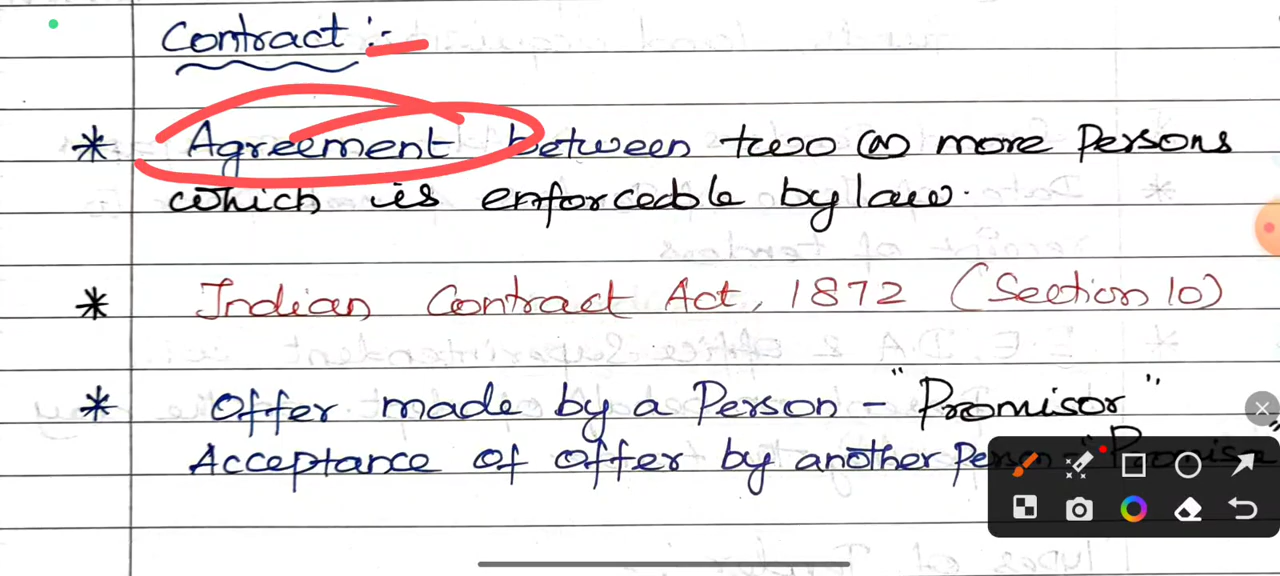 Contract :-
* Agreement between two (or) more Persons
which is enforceable by law.
* Indian Contract Act, 1872 (Section 10)
* Offer made by a Person - "Promisor"
Acceptance of offer by another Person - "